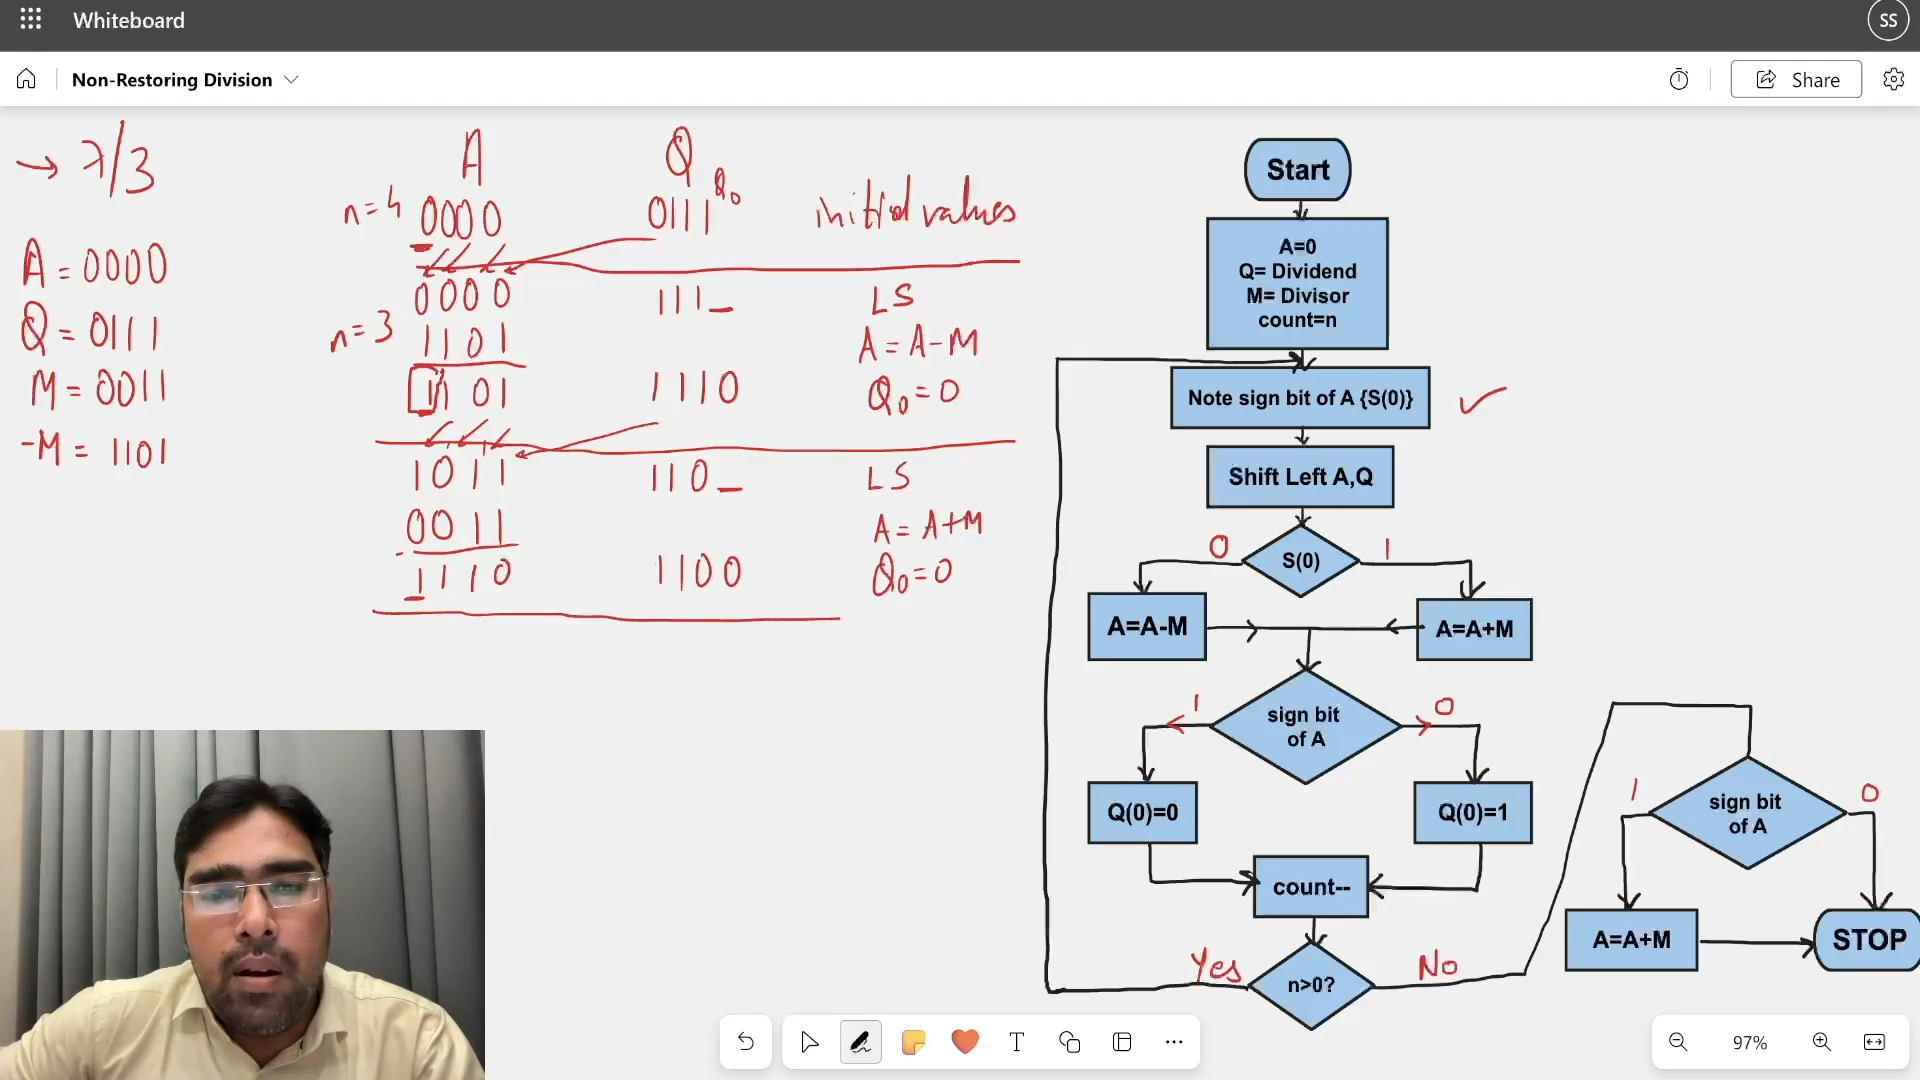 Whiteboard
SS
Non-Restoring Division
Share
→ 7/3
A = 0000
Q = 0111
M = 0011
-M = 1101
A Q
Q0
n=4 0000 0111 initial values
0000 111_ LS
n=3 1101 A = A-M
1101 1110 Q0 = 0
1011 110_ LS
0011 A = A+M
1110 1100 Q0 = 0
Start
A=0
Q= Dividend
M= Divisor
count=n
Note sign bit of A {S(0)}
Shift Left A,Q
0 S(0) 1
A=A-M
A=A+M
1 sign bit 0
of A
Q(0)=0
Q(0)=1
count--
Yes n>0? No
1 sign bit 0
of A
A=A+M
STOP
97%